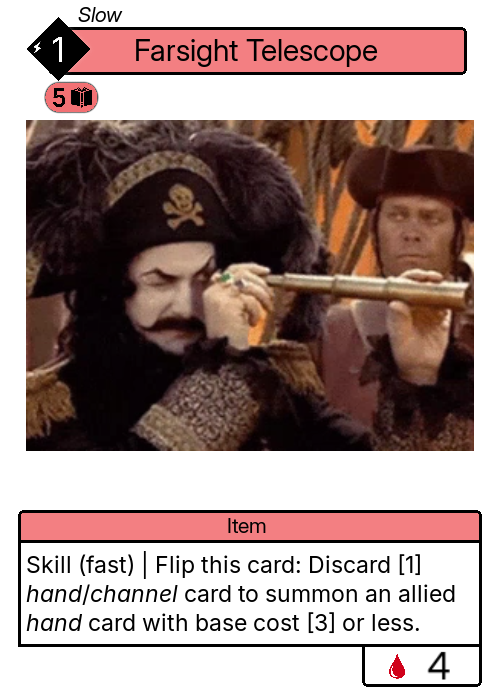 Slow
1
Farsight Telescope
5
Item
Skill (fast) | Flip this card: Discard [1]
hand/channel card to summon an allied
hand card with base cost [3] or less.
4